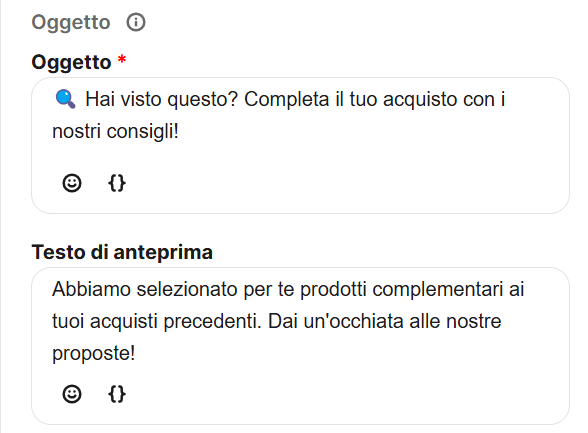 Oggetto
Oggetto *
🔍 Hai visto questo? Completa il tuo acquisto con i
nostri consigli!
{}
Testo di anteprima
Abbiamo selezionato per te prodotti complementari ai
tuoi acquisti precedenti. Dai un'occhiata alle nostre
proposte!
{}